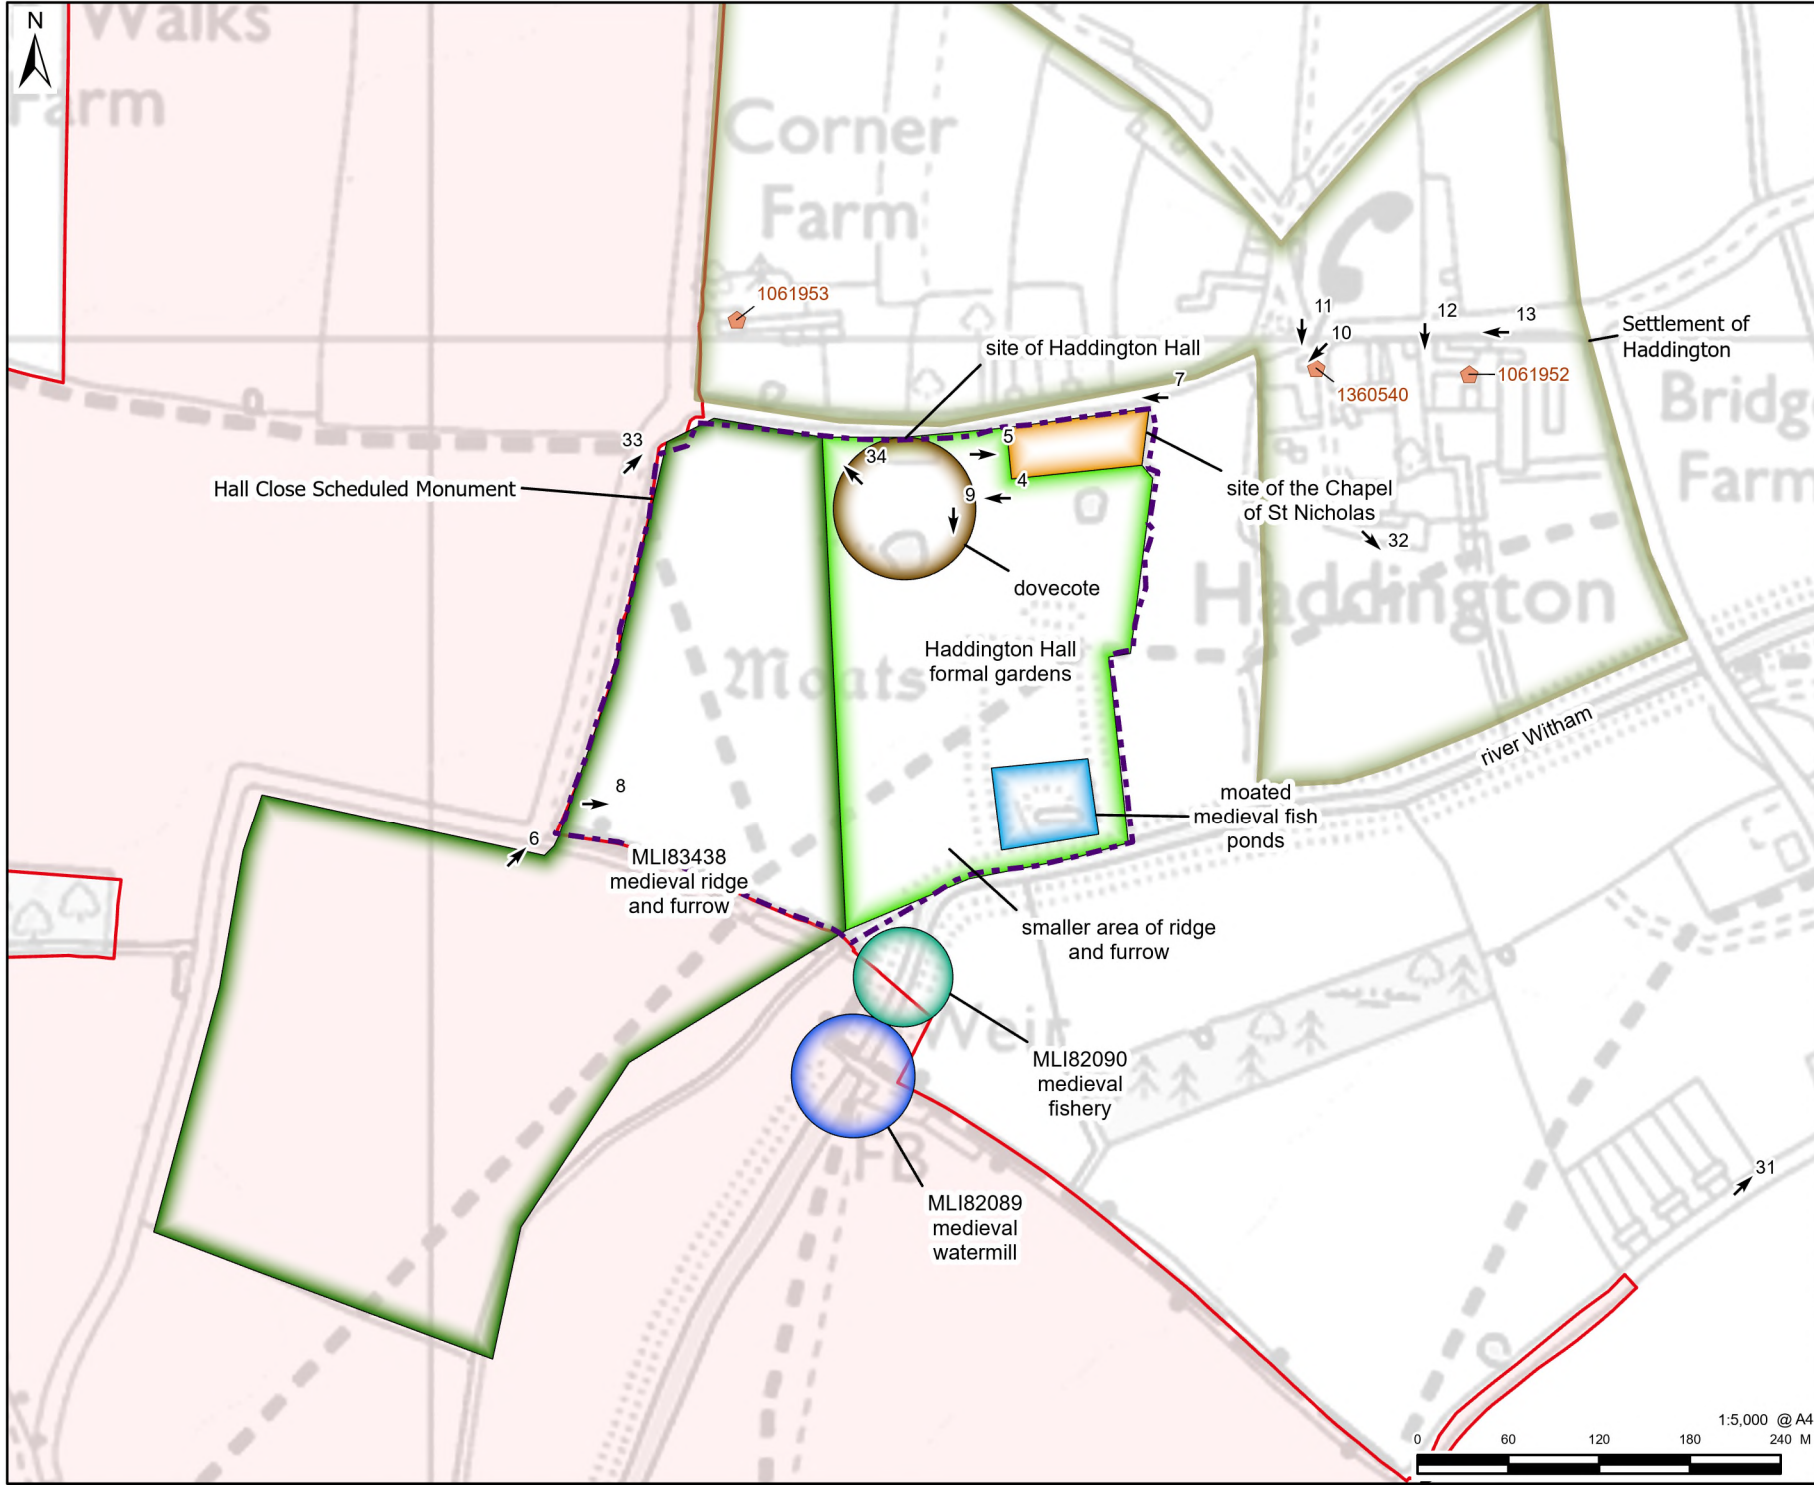 N
Walks
Farm
Corner
Farm
1061953
11
12
13
10
Settlement of
Haddington
site of Haddington Hall
1061952
7
1360540
Bridge
Farm
33
5
34
4
9
Hall Close Scheduled Monument
site of the Chapel
of St Nicholas
32
dovecote
Haddington
Haddington Hall
formal gardens
Moats
river Witham
8
moated
medieval fish
ponds
6
MLI83438
medieval ridge
and furrow
smaller area of ridge
and furrow
Weir
MLI82090
medieval
fishery
FB
31
MLI82089
medieval
watermill
1:5,000 @ A4
0 60 120 180 240 M